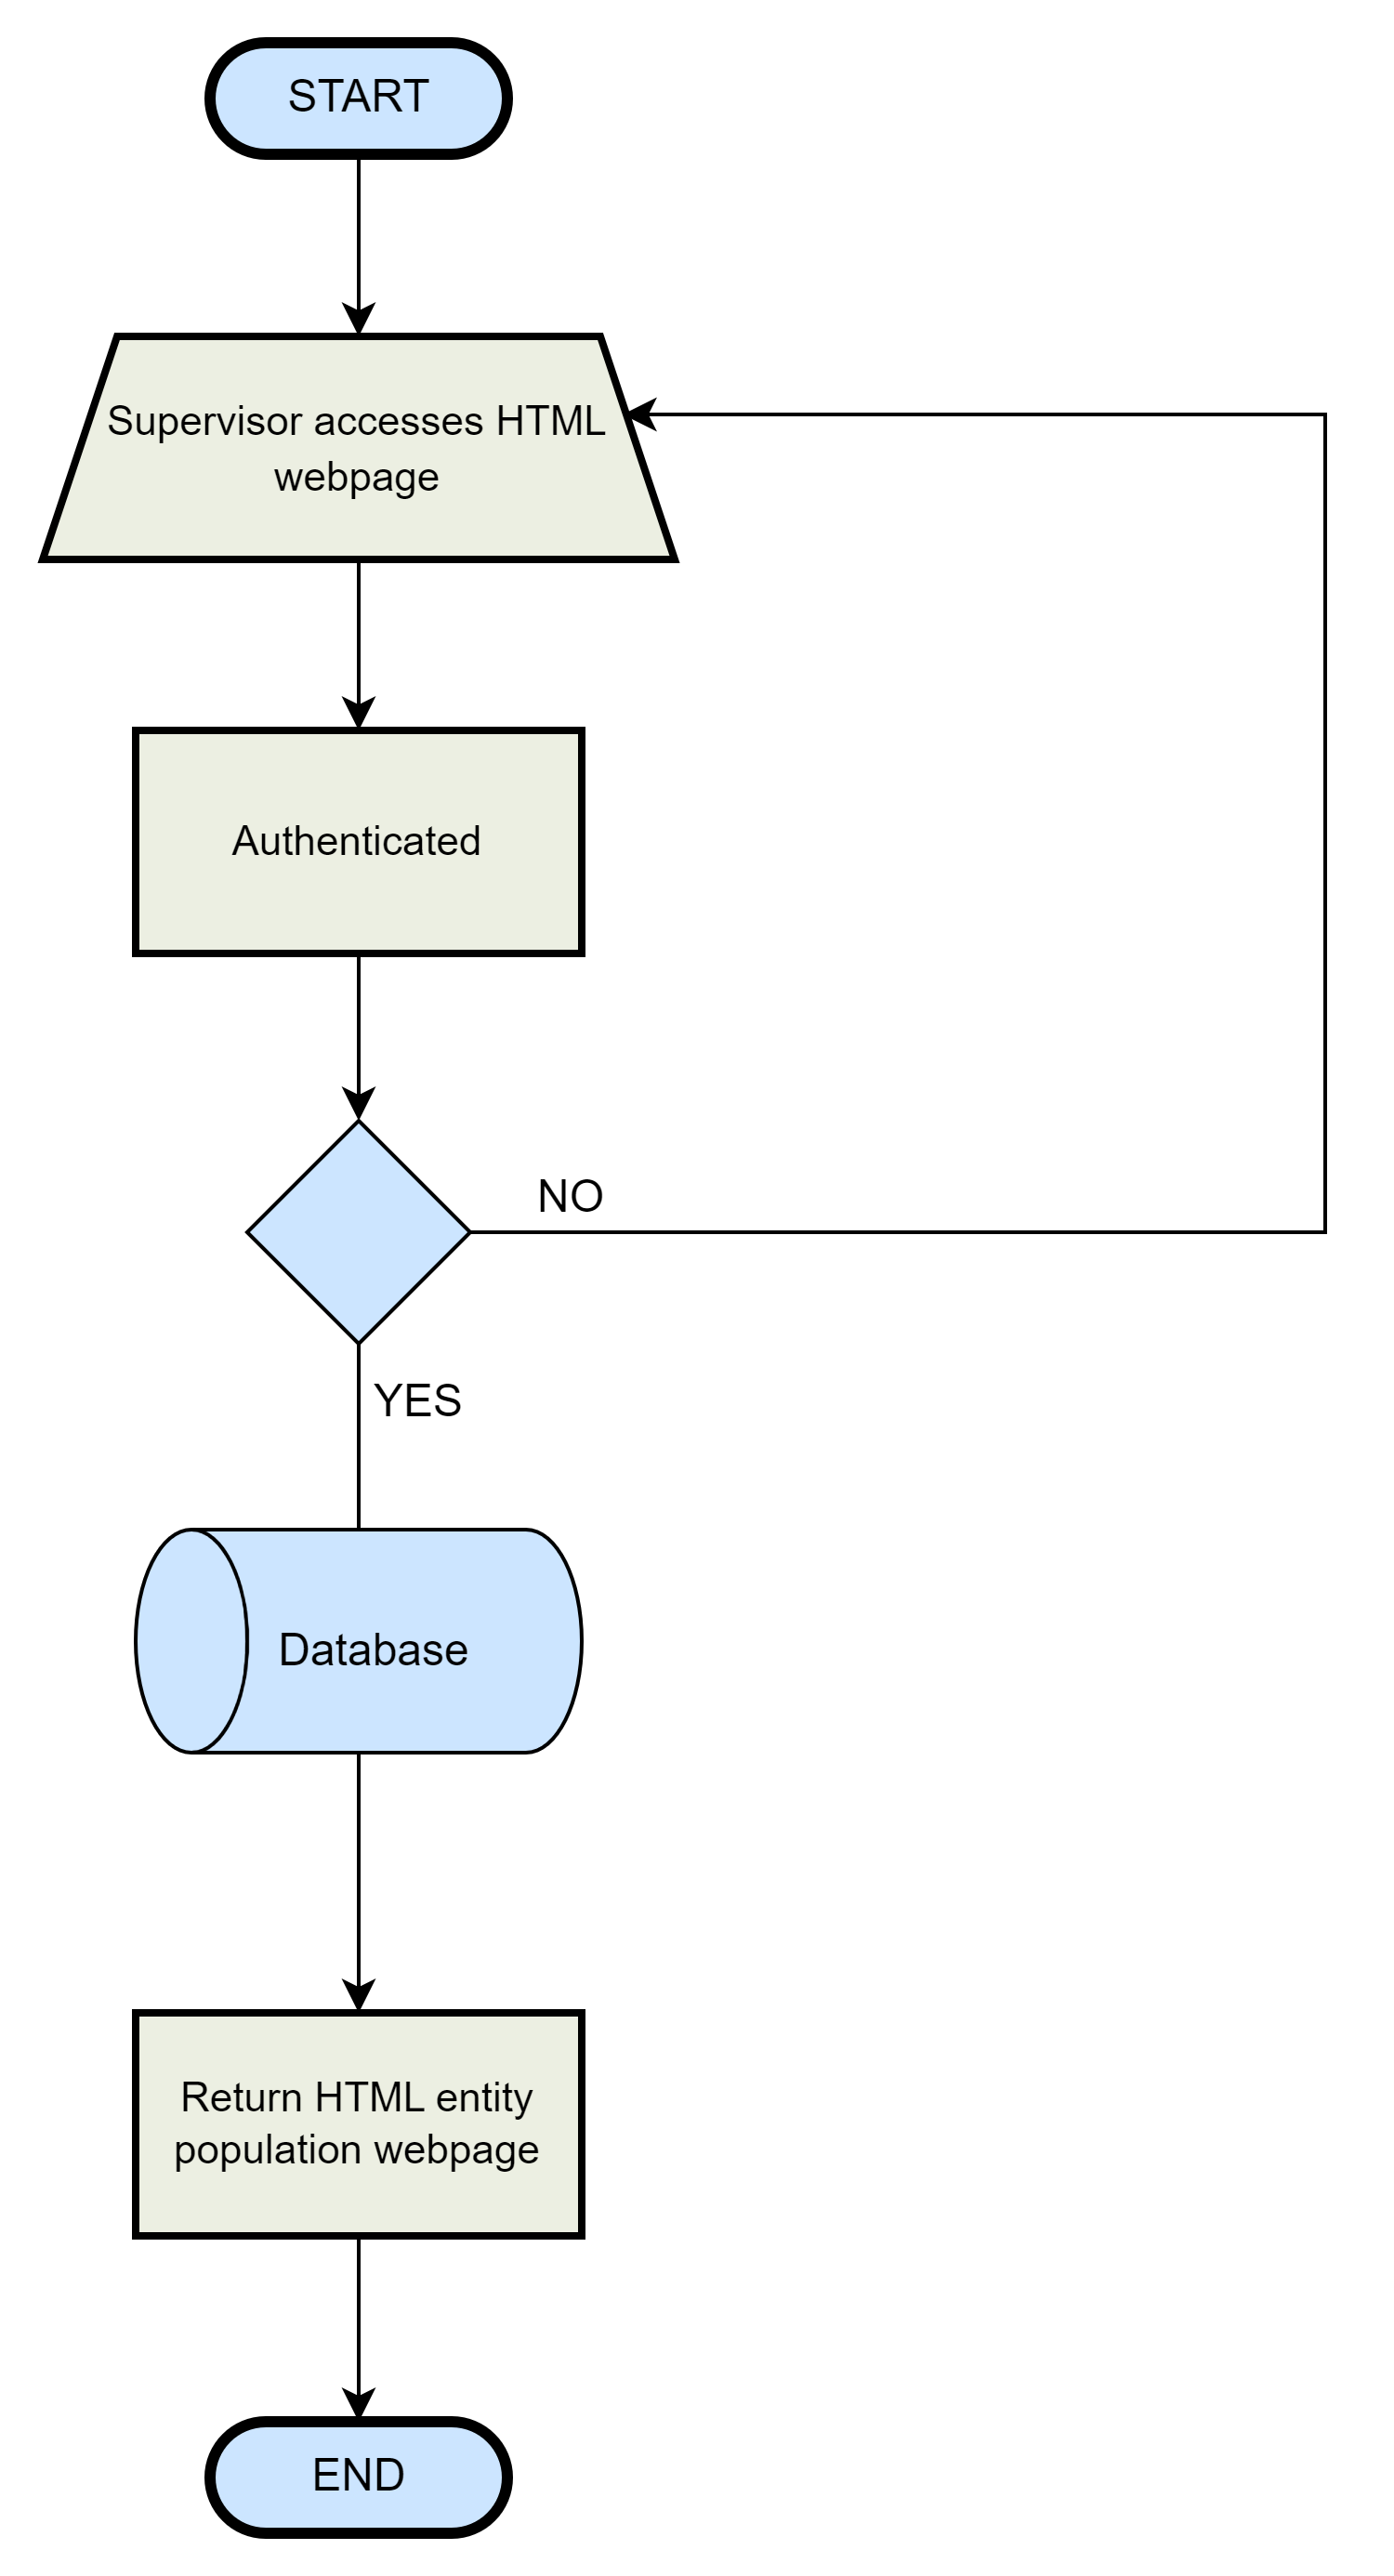 START
Supervisor accesses HTML
webpage
Authenticated
NO
YES
Database
Return HTML entity
population webpage
END